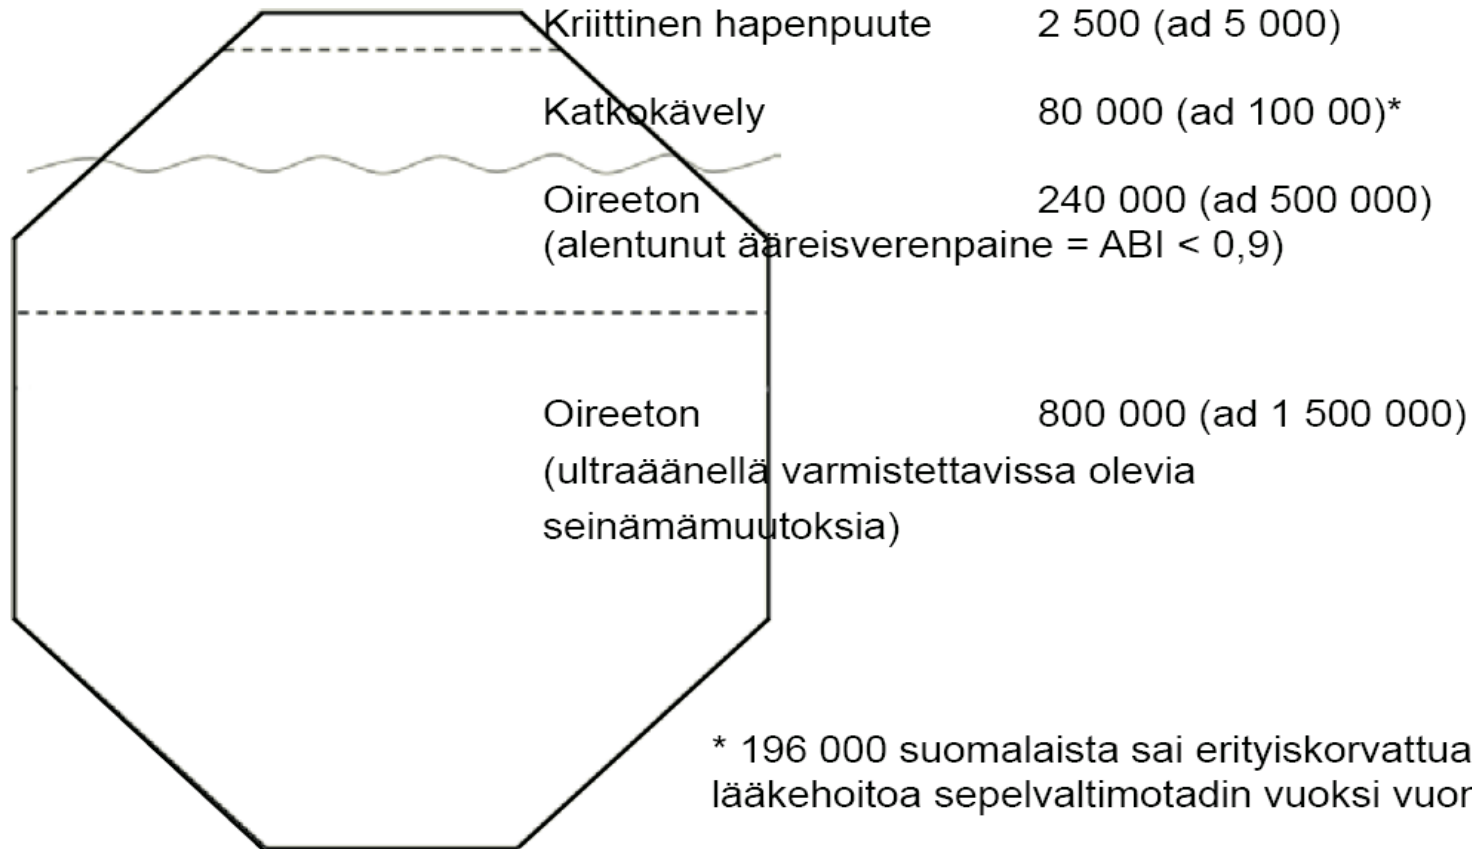 Kriittinen hapenpuute 2 500 (ad 5 000)
Katkokävely 80 000 (ad 100 00)*
Oireeton 240 000 (ad 500 000)
(alentunut ääreisverenpaine = ABI < 0,9)
Oireeton 800 000 (ad 1 500 000)
(ultraäänellä varmistettavissa olevia
seinämämuutoksia)
* 196 000 suomalaista sai erityiskorvattua
lääkehoitoa sepelvaltimotadin vuoksi